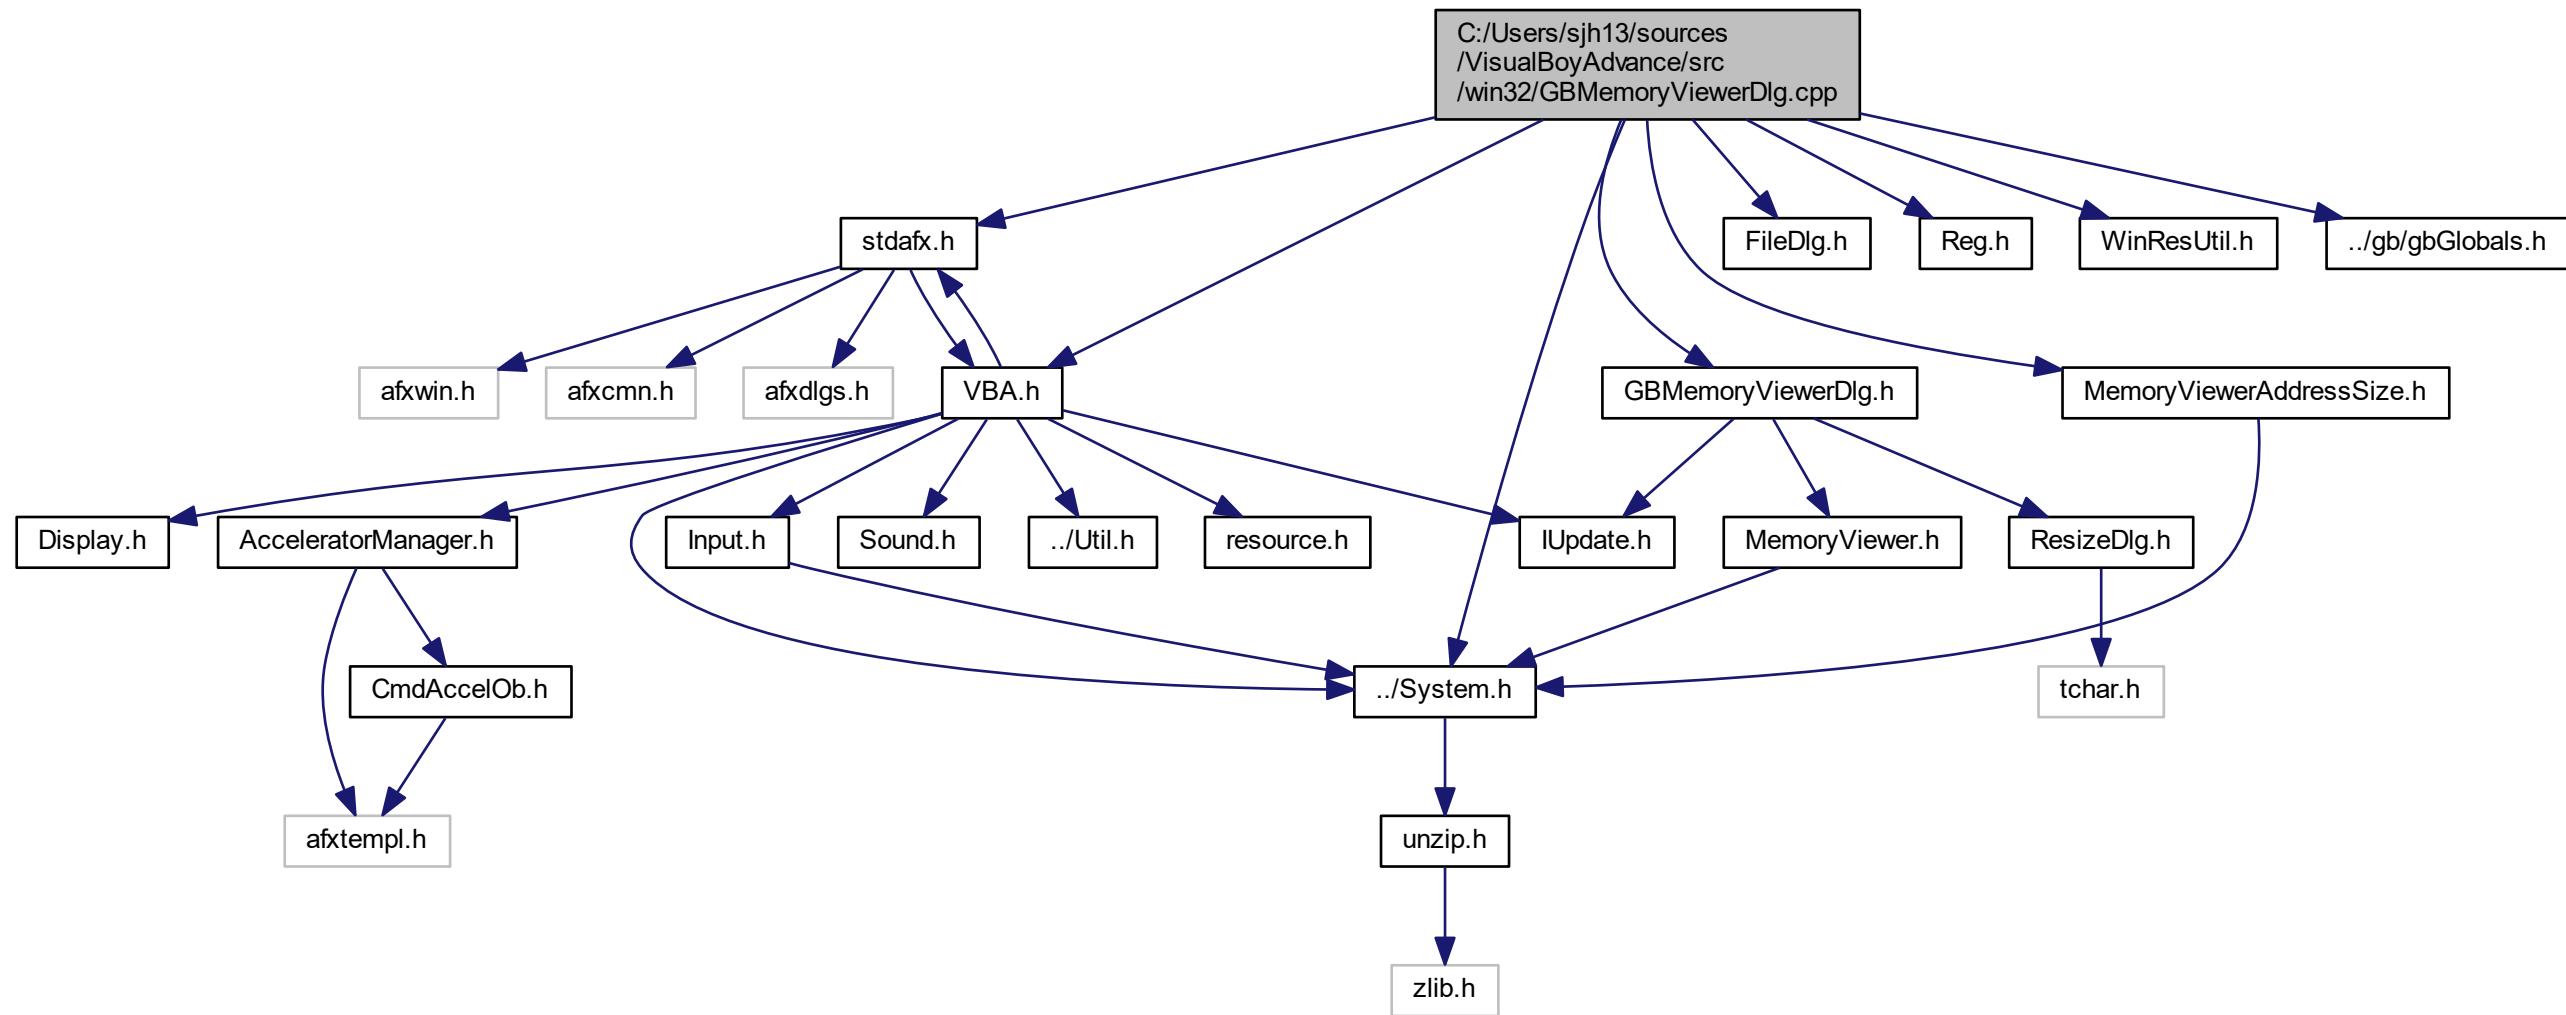 C:/Users/sjh13/sources
/VisualBoyAdvance/src
/win32/GBMemoryViewerDlg.cpp
stdafx.h
FileDlg.h
Reg.h
WinResUtil.h
../gb/gbGlobals.h
afxwin.h
afxcmn.h
afxdlgs.h
VBA.h
GBMemoryViewerDlg.h
MemoryViewerAddressSize.h
Display.h
AcceleratorManager.h
Input.h
Sound.h
../Util.h
resource.h
IUpdate.h
MemoryViewer.h
ResizeDlg.h
CmdAccelOb.h
../System.h
tchar.h
afxtempl.h
unzip.h
zlib.h